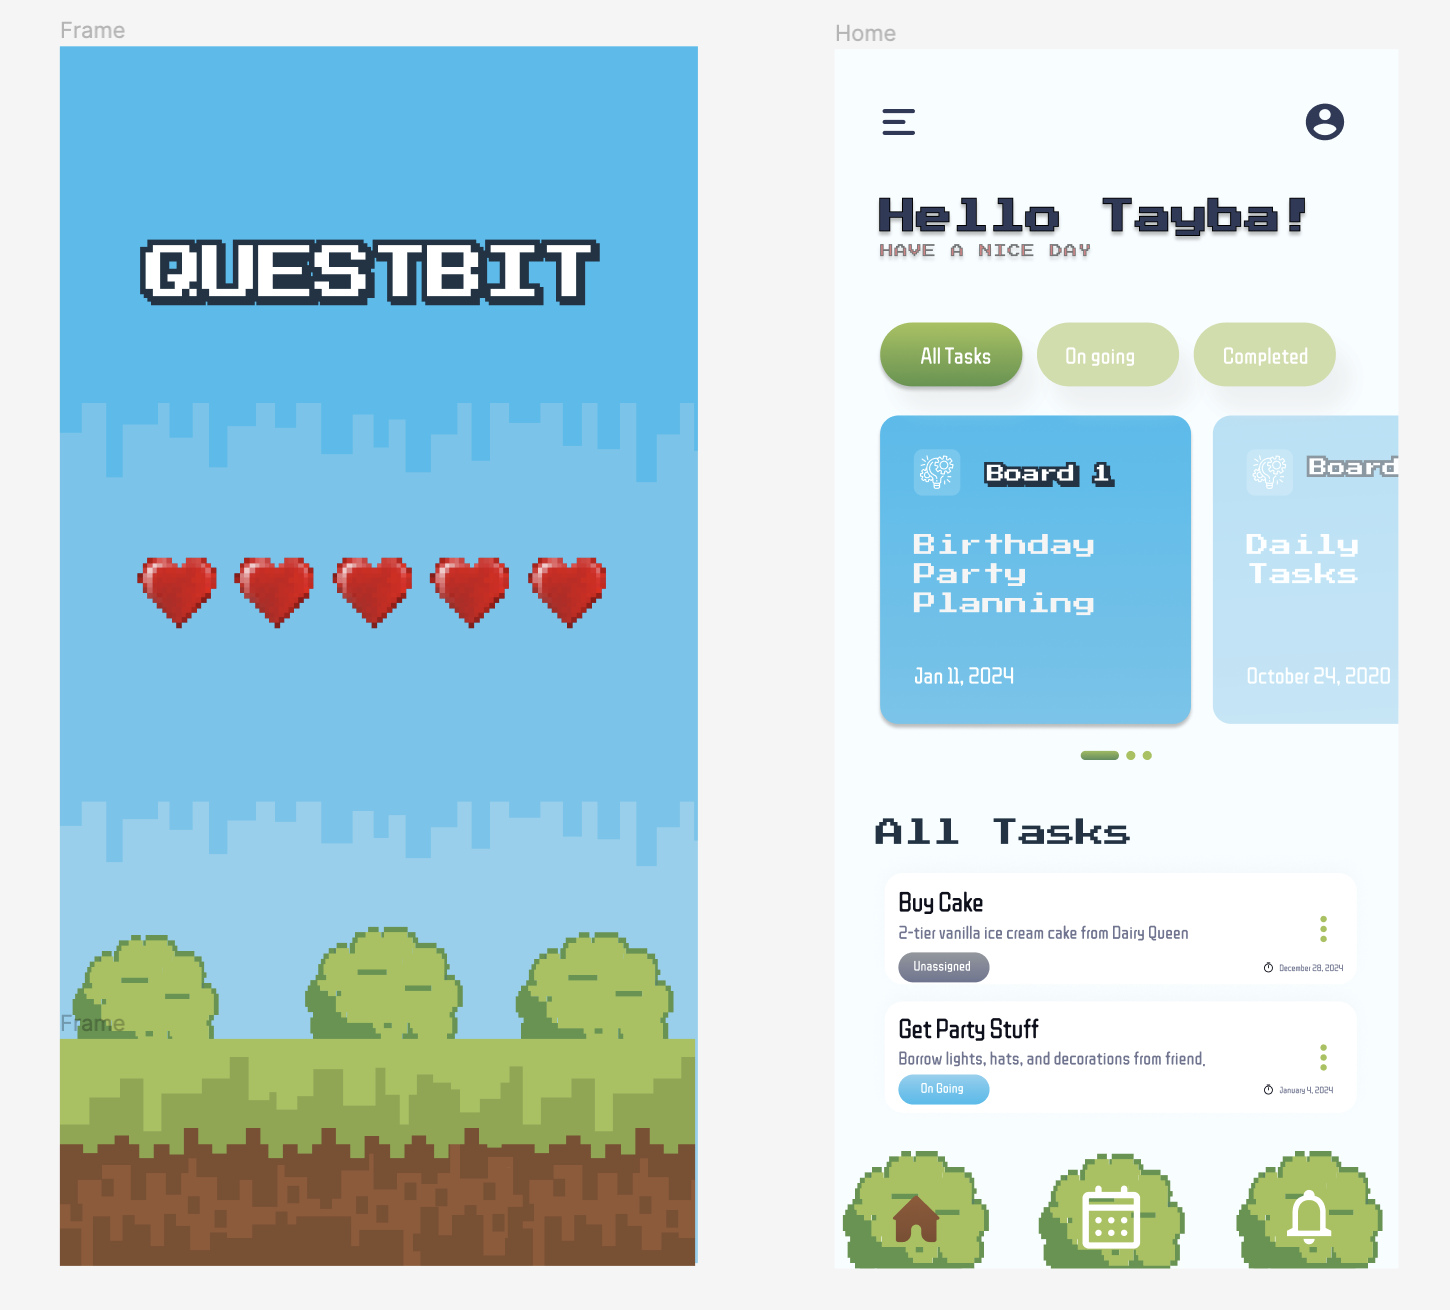 Frame
QUESTBIT
Frame
Home
Hello Tayba!
HAVE A NICE DAY
All Tasks
On going
Completed
Board 1
Birthday
Party
Planning
Jan 11, 2024
Board
Daily
Tasks
October 24, 2020
All Tasks
Buy Cake
2-tier vanilla ice cream cake from Dairy Queen
Unassigned
December 28, 2024
Get Party Stuff
Borrow lights, hats, and decorations from friend.
On Going
January 4, 2024